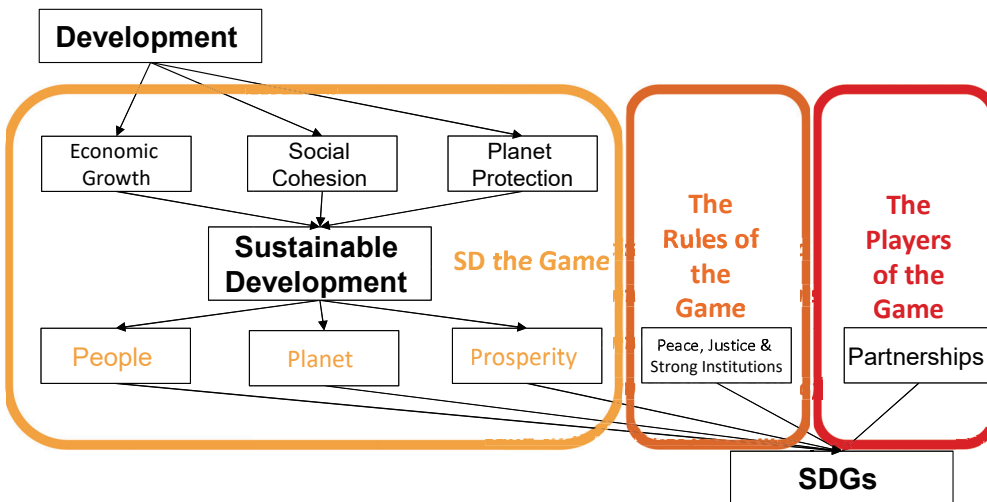 Development
Economic
Growth
Social
Cohesion
Planet
Protection
Sustainable
Development
SD the Game
People
Planet
Prosperity
The
Rules of
the
Game
Peace, Justice &
Strong Institutions
The
Players
of the
Game
Partnerships
SDGs